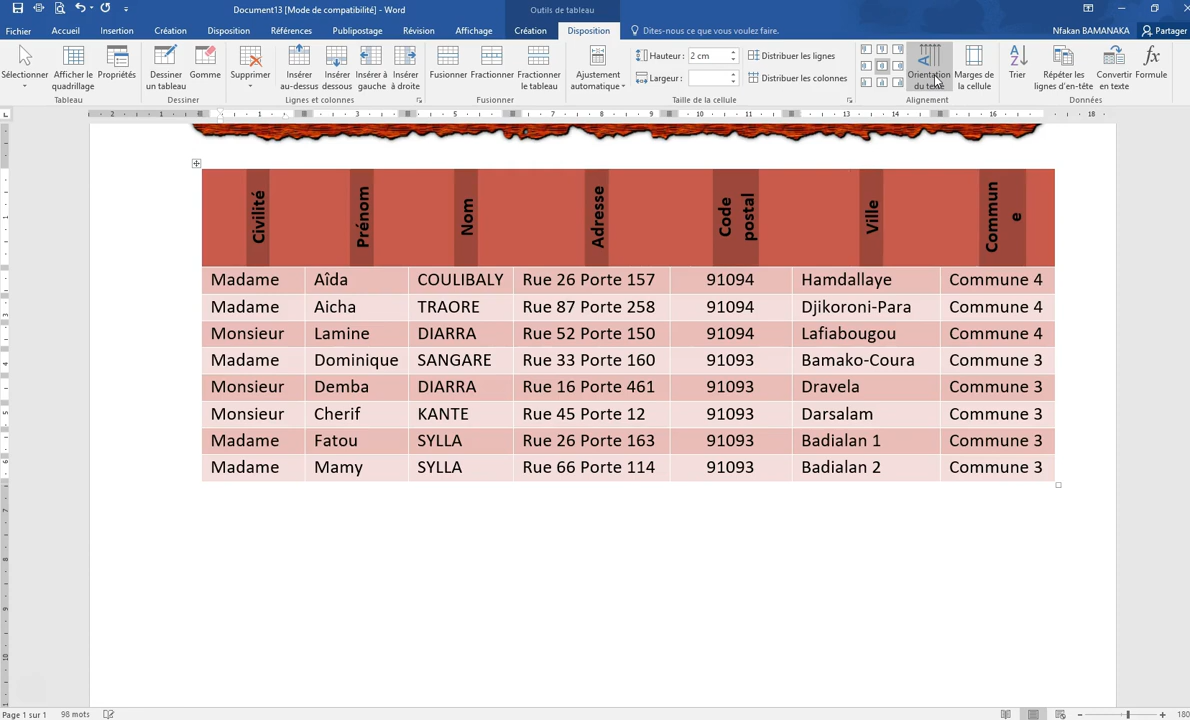 Document13 [Mode de compatibilité] - Word
Outils de tableau
Fichier Accueil Insertion Création Disposition Références Publipostage Révision Affichage Création Disposition Dites-nous ce que vous voulez faire. Nfakan BAMANAKA Partager
Sélectionner
Afficher le quadrillage
Propriétés
Tableau
Dessiner un tableau
Gomme
Dessiner
Supprimer
Insérer au-dessus
Insérer dessous
Insérer à gauche
Insérer à droite
Lignes et colonnes
Fusionner
Fractionner
Fractionner le tableau
Fusionner
Ajustement automatique
Hauteur : 2 cm
Largeur :
Distribuer les lignes
Distribuer les colonnes
Taille de la cellule
Orientation du texte
Marges de la cellule
Alignement
Trier
Répéter les lignes d'en-tête
Convertir en texte
Formule
Données
Civilité Prénom Nom Adresse Code postal Ville Commun e
Madame Aîda COULIBALY Rue 26 Porte 157 91094 Hamdallaye Commune 4
Madame Aicha TRAORE Rue 87 Porte 258 91094 Djikoroni-Para Commune 4
Monsieur Lamine DIARRA Rue 52 Porte 150 91094 Lafiabougou Commune 4
Madame Dominique SANGARE Rue 33 Porte 160 91093 Bamako-Coura Commune 3
Monsieur Demba DIARRA Rue 16 Porte 461 91093 Dravela Commune 3
Monsieur Cherif KANTE Rue 45 Porte 12 91093 Darsalam Commune 3
Madame Fatou SYLLA Rue 26 Porte 163 91093 Badialan 1 Commune 3
Madame Mamy SYLLA Rue 66 Porte 114 91093 Badialan 2 Commune 3
Page 1 sur 1 98 mots 180